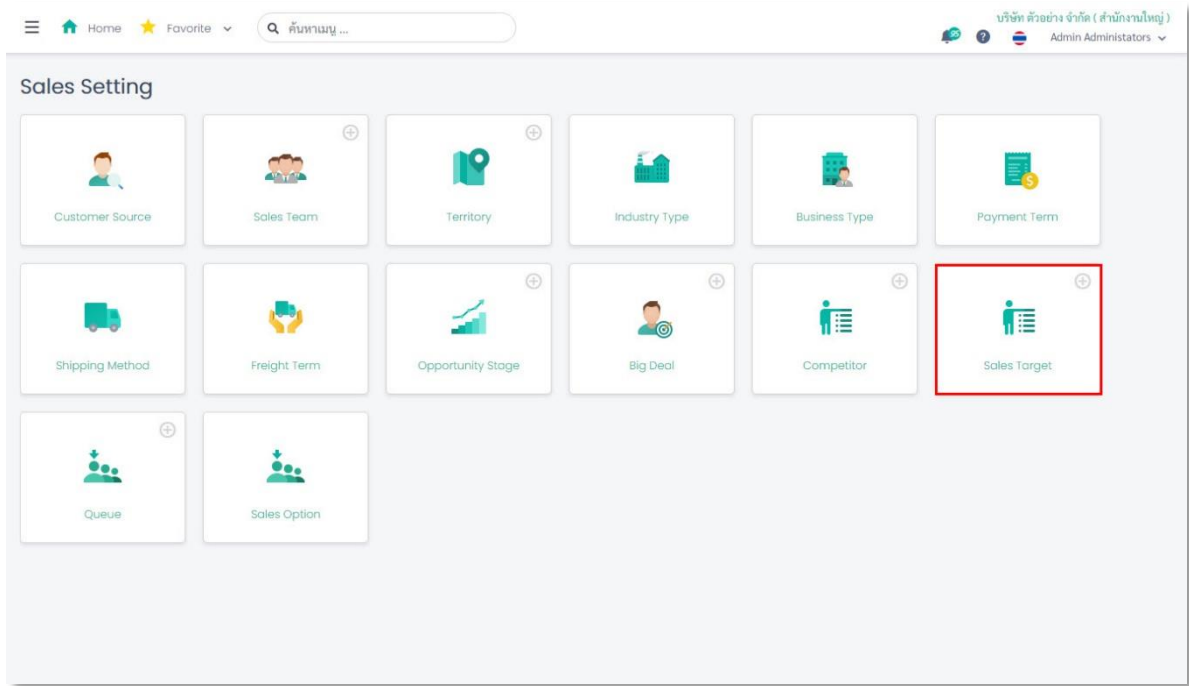 บริษัท ตัวอย่าง จำกัด ( สำนักงานใหญ่ )
Home Favorite ค้นหาเมนู ... Admin Administators
Sales Setting
Customer Source Sales Team Territory Industry Type Business Type Payment Term
Shipping Method Freight Term Opportunity Stage Big Deal Competitor Sales Target
Queue Sales Option